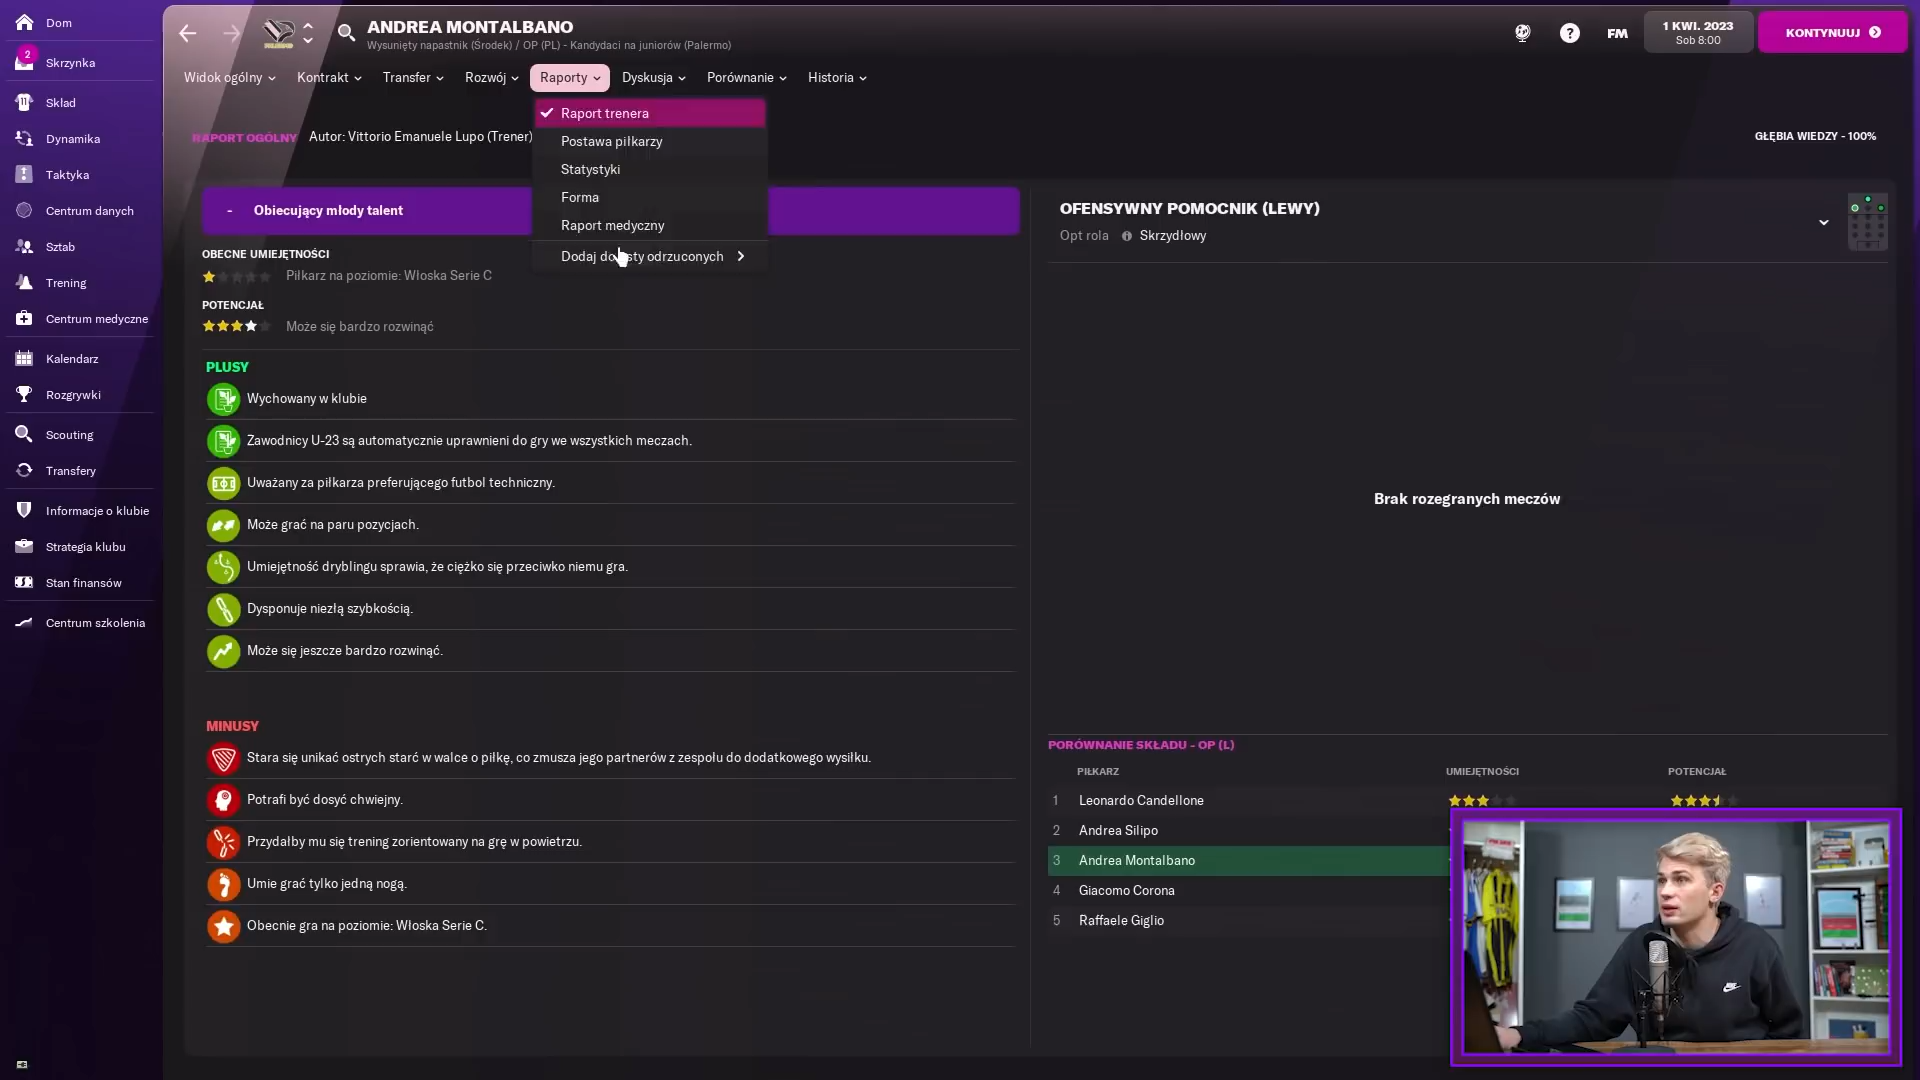 Dom
2
Skrzynka
Skład
Dynamika
Taktyka
Centrum danych
Sztab
Trening
Centrum medyczne
Kalendarz
Rozgrywki
Scouting
Transfery
Informacje o klubie
Strategia klubu
Stan finansów
Centrum szkolenia
ANDREA MONTALBANO
Wysunięty napastnik (Środek) / OP (PL) - Kandydaci na juniorów (Palermo)
FM
1 KWI. 2023
Sob 8:00
KONTYNUUJ
Widok ogólny
Kontrakt
Transfer
Rozwój
Raporty
Dyskusja
Porównanie
Historia
Raport trenera
Postawa piłkarzy
Statystyki
Forma
Raport medyczny
RAPORT OGÓLNY
Autor: Vittorio Emanuele Lupo (Trener)
GŁĘBIA WIEDZY - 100%
- Obiecujący młody talent
OBECNE UMIEJĘTNOŚCI
Piłkarz na poziomie: Włoska Serie C
POTENCJAŁ
Może się bardzo rozwinąć
PLUSY
Wychowany w klubie
Zawodnicy U-23 są automatycznie uprawnieni do gry we wszystkich meczach.
Uważany za piłkarza preferującego futbol techniczny.
Może grać na paru pozycjach.
Umiejętność dryblingu sprawia, że ciężko się przeciwko niemu gra.
Dysponuje niezłą szybkością.
Może się jeszcze bardzo rozwinąć.
MINUSY
Stara się unikać ostrych starć w walce o piłkę, co zmusza jego partnerów z zespołu do dodatkowego wysiłku.
Potrafi być dosyć chwiejny.
Przydałby mu się trening zorientowany na grę w powietrzu.
Umie grać tylko jedną nogą.
Obecnie gra na poziomie: Włoska Serie C.
Dodaj do odrzuconych
OFENSYWNY POMOCNIK (LEWY)
Opt rola Skrzydłowy
Brak rozegranych meczów
PORÓWNANIE SKŁADU - OP (L)
PIŁKARZ UMIEJĘTNOŚCI POTENCJAŁ
1 Leonardo Candellone
2 Andrea Silipo
3 Andrea Montalbano
4 Giacomo Corona
5 Raffaele Giglio